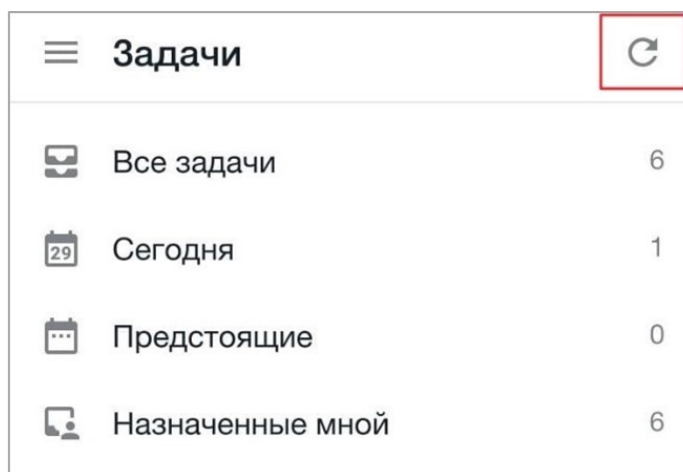 Задачи
Все задачи 6
29 Сегодня 1
Предстоящие 0
Назначенные мной 6